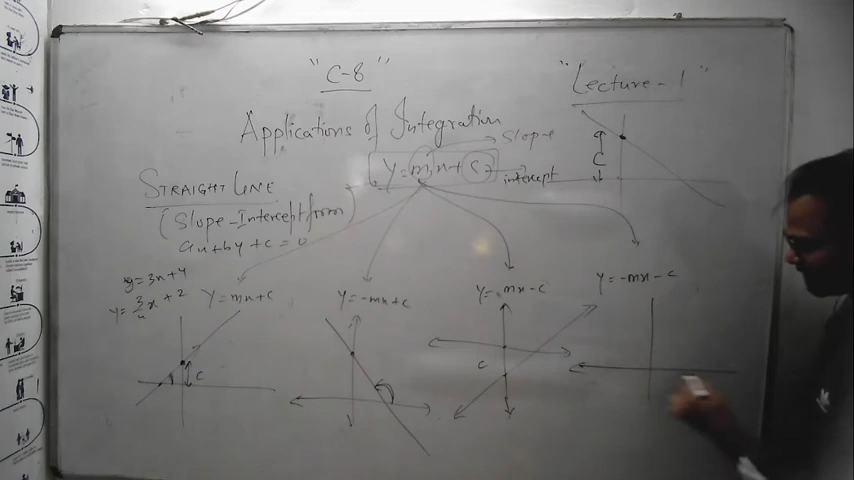 "C-8"
"Lecture-1"
Applications of Integration
Slope
y=mx+c
intercept
C
STRAIGHT LINE
(Slope-Intercept form)
ax+by+c=0
y=3x+4
y=3/4x+2
y=mx+c
y=-mx+c
y=mx-c
y=-mx-c
C
C